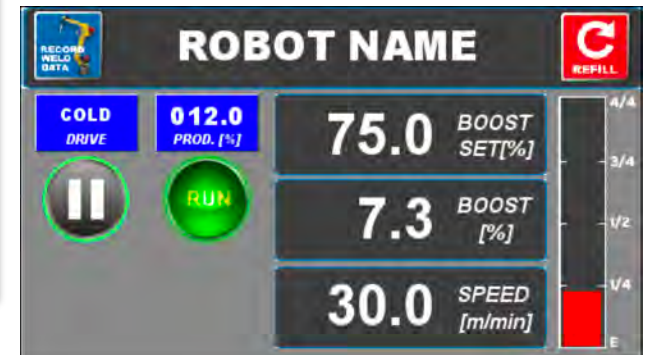 RECORD
WELD
DATA
ROBOT NAME
REFILL
COLD
DRIVE
012.0
PROD. [%]
RUN
75.0 BOOST
SET[%]
7.3 BOOST
[%]
30.0 SPEED
[m/min]
4/4
3/4
1/2
1/4
E